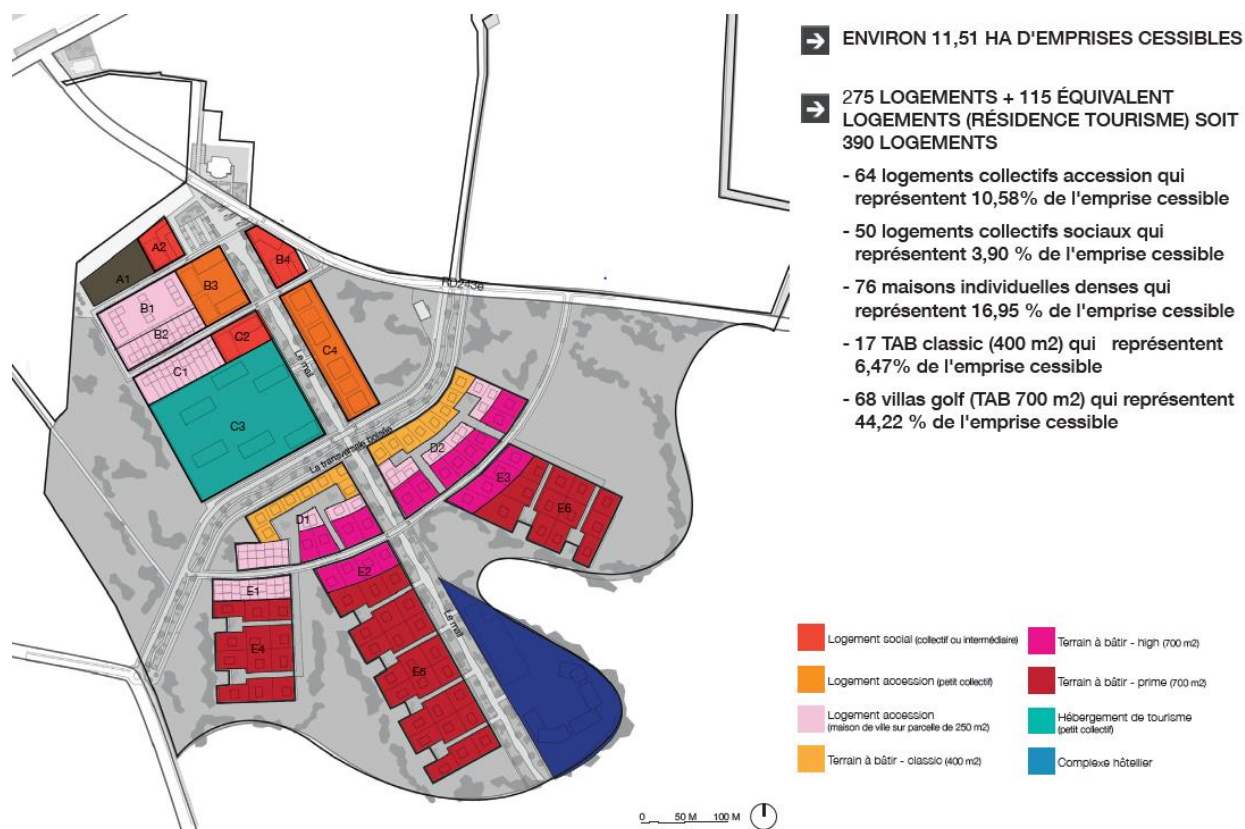 ENVIRON 11,51 HA D'EMPRISES CESSIBLES
275 LOGEMENTS + 115 ÉQUIVALENT
LOGEMENTS (RÉSIDENCE TOURISME) SOIT
390 LOGEMENTS
- 64 logements collectifs accession qui
représentent 10,58% de l'emprise cessible
- 50 logements collectifs sociaux qui
représentent 3,90 % de l'emprise cessible
- 76 maisons individuelles denses qui
représentent 16,95 % de l'emprise cessible
- 17 TAB classic (400 m2) qui représentent
6,47% de l'emprise cessible
- 68 villas golf (TAB 700 m2) qui représentent
44,22 % de l'emprise cessible
A2
A1
B4
B3
B1
B2
RD243e
C2
C1
C4
Le mail
C3
La transversale boisée
D2
E3
E6
D1
E2
E1
Le mail
E4
E5
Logement social (collectif ou intermédiaire)
Logement accession (petit collectif)
Logement accession
(maison de ville sur parcelle de 250 m2)
Terrain à bâtir - classic (400 m2)
Terrain à bâtir - high (700 m2)
Terrain à bâtir - prime (700 m2)
Hébergement de tourisme
(petit collectif)
Complexe hôtellier
0 50 M 100 M